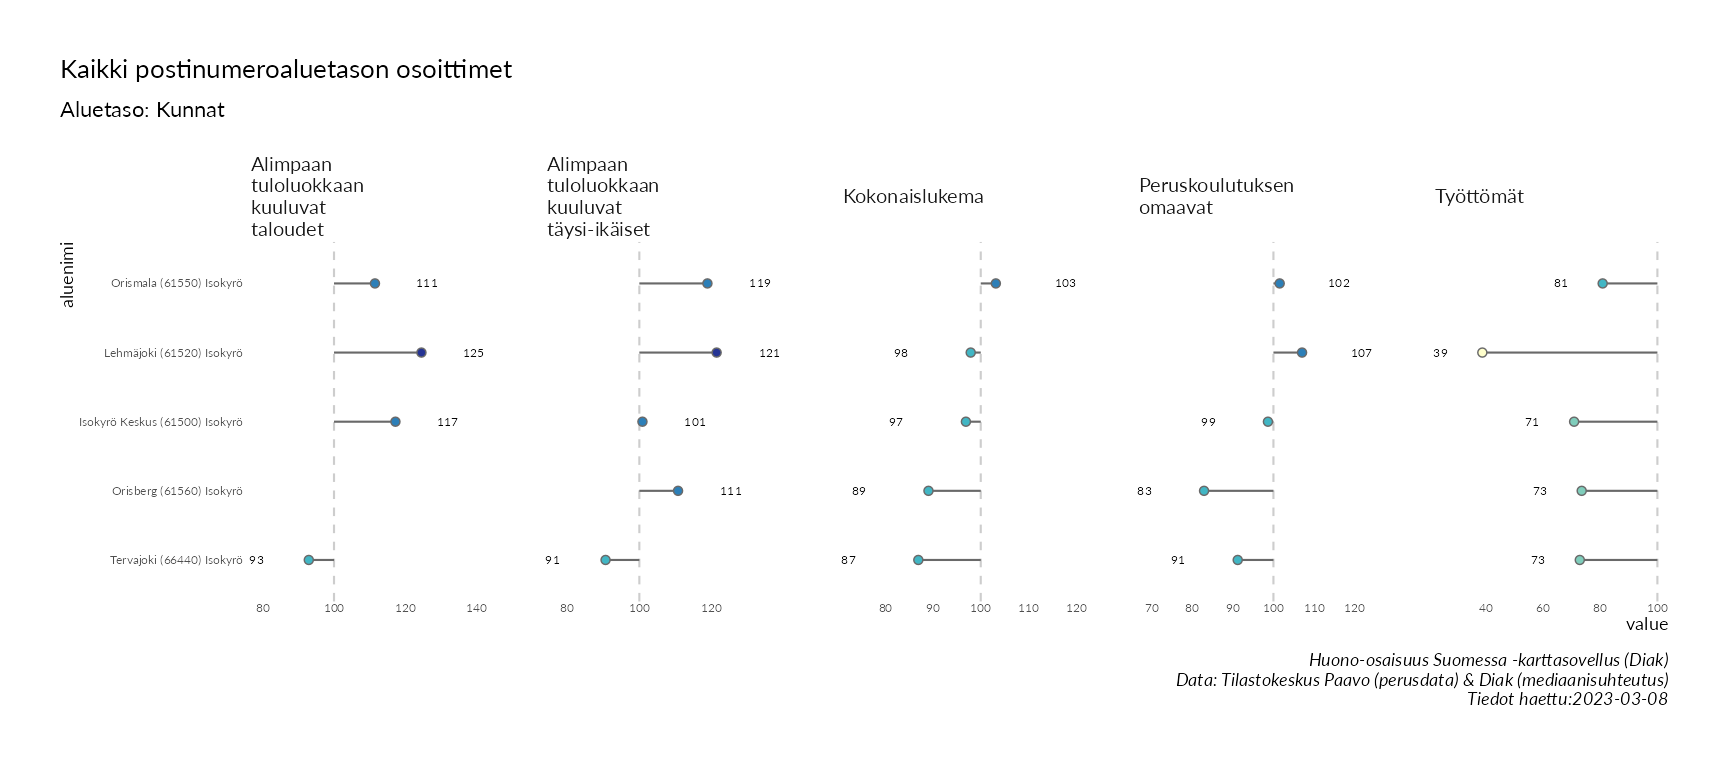 Kaikki postinumeroaluetason osoittimet
Aluetaso: Kunnat
Alimpaan
tuloluokkaan
kuuluvat
taloudet
Alimpaan
tuloluokkaan
kuuluvat
täysi-ikäiset
Kokonaislukema
Peruskoulutuksen
omaavat
Työttömät
aluenimi
Orismala (61550) Isokyrö 111 119 103 102 81
Lehmäjoki (61520) Isokyrö 125 121 98 107 39
Isokyrö Keskus (61500) Isokyrö 117 101 97 99 71
Orisberg (61560) Isokyrö 111 89 83 73
Tervajoki (66440) Isokyrö 93 91 87 91 73
80 100 120 140 80 100 120 80 90 100 110 120 70 80 90 100 110 120 40 60 80 100
value
Huono-osaisuus Suomessa -karttasovellus (Diak)
Data: Tilastokeskus Paavo (perusdata) & Diak (mediaanisuhteutus)
Tiedot haettu:2023-03-08